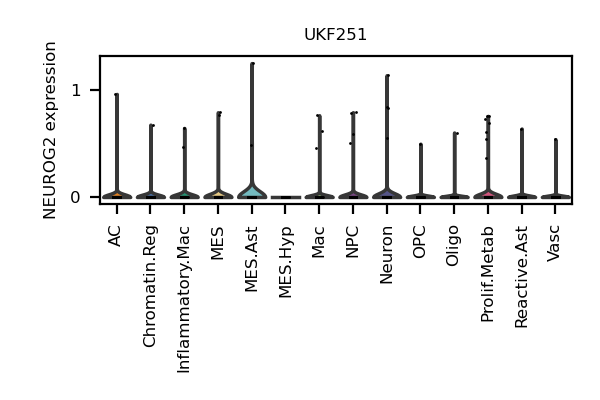 UKF251
NEUROG2 expression
1
0
AC
Chromatin.Reg
Inflammatory.Mac
MES
MES.Ast
MES.Hyp
Mac
NPC
Neuron
OPC
Oligo
Prolif.Metab
Reactive.Ast
Vasc